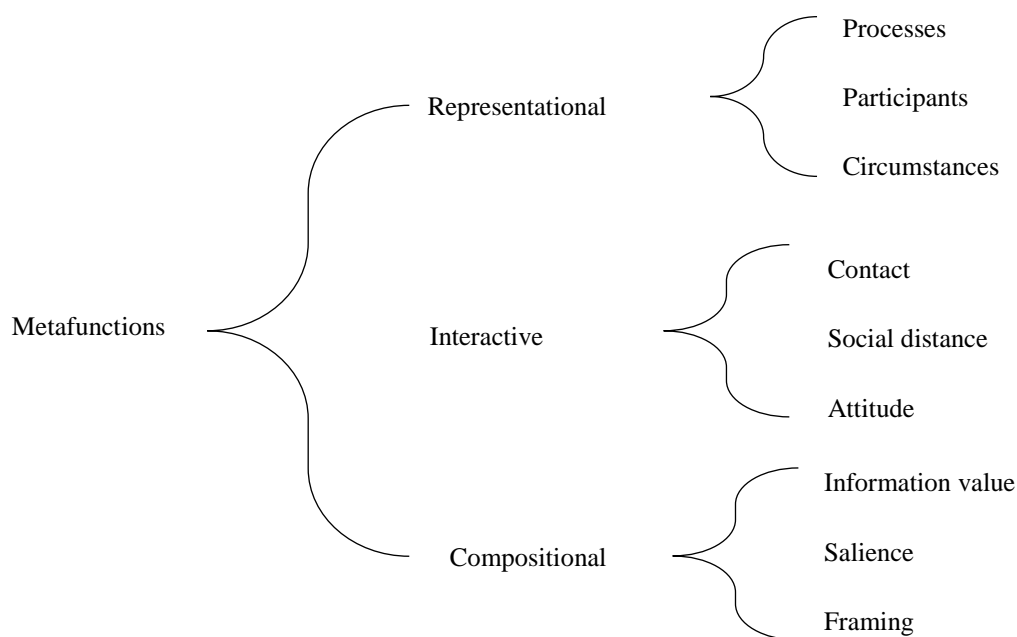 Processes
Representational
Participants
Circumstances
Contact
Metafunctions
Interactive
Social distance
Attitude
Information value
Compositional
Salience
Framing